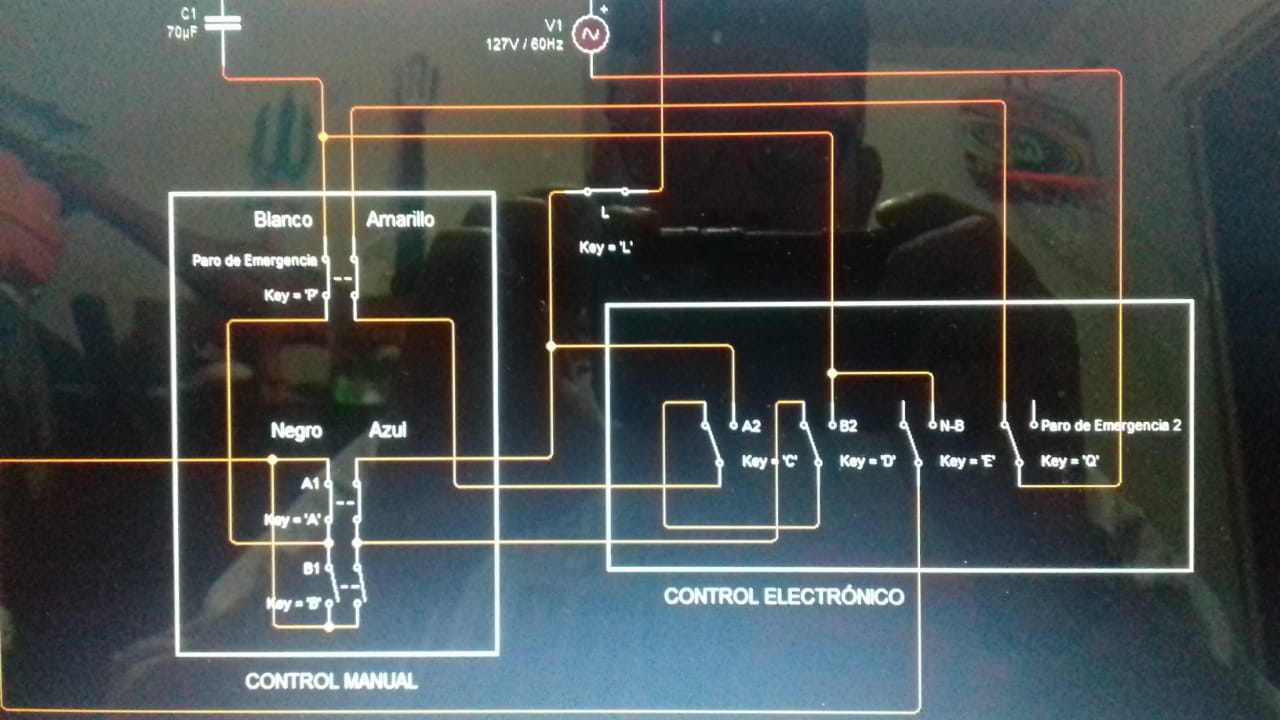 C1
70µF
V1
127V / 60Hz
+
Blanco
Amarillo
Paro de Emergencia
Key = 'P'
L
Key = 'L'
Negro
Azul
A1
Key = 'A'
B1
Key = 'B'
CONTROL MANUAL
A2
Key = 'C'
B2
Key = 'D'
N-B
Key = 'E'
Paro de Emergencia 2
Key = 'Q'
CONTROL ELECTRÓNICO